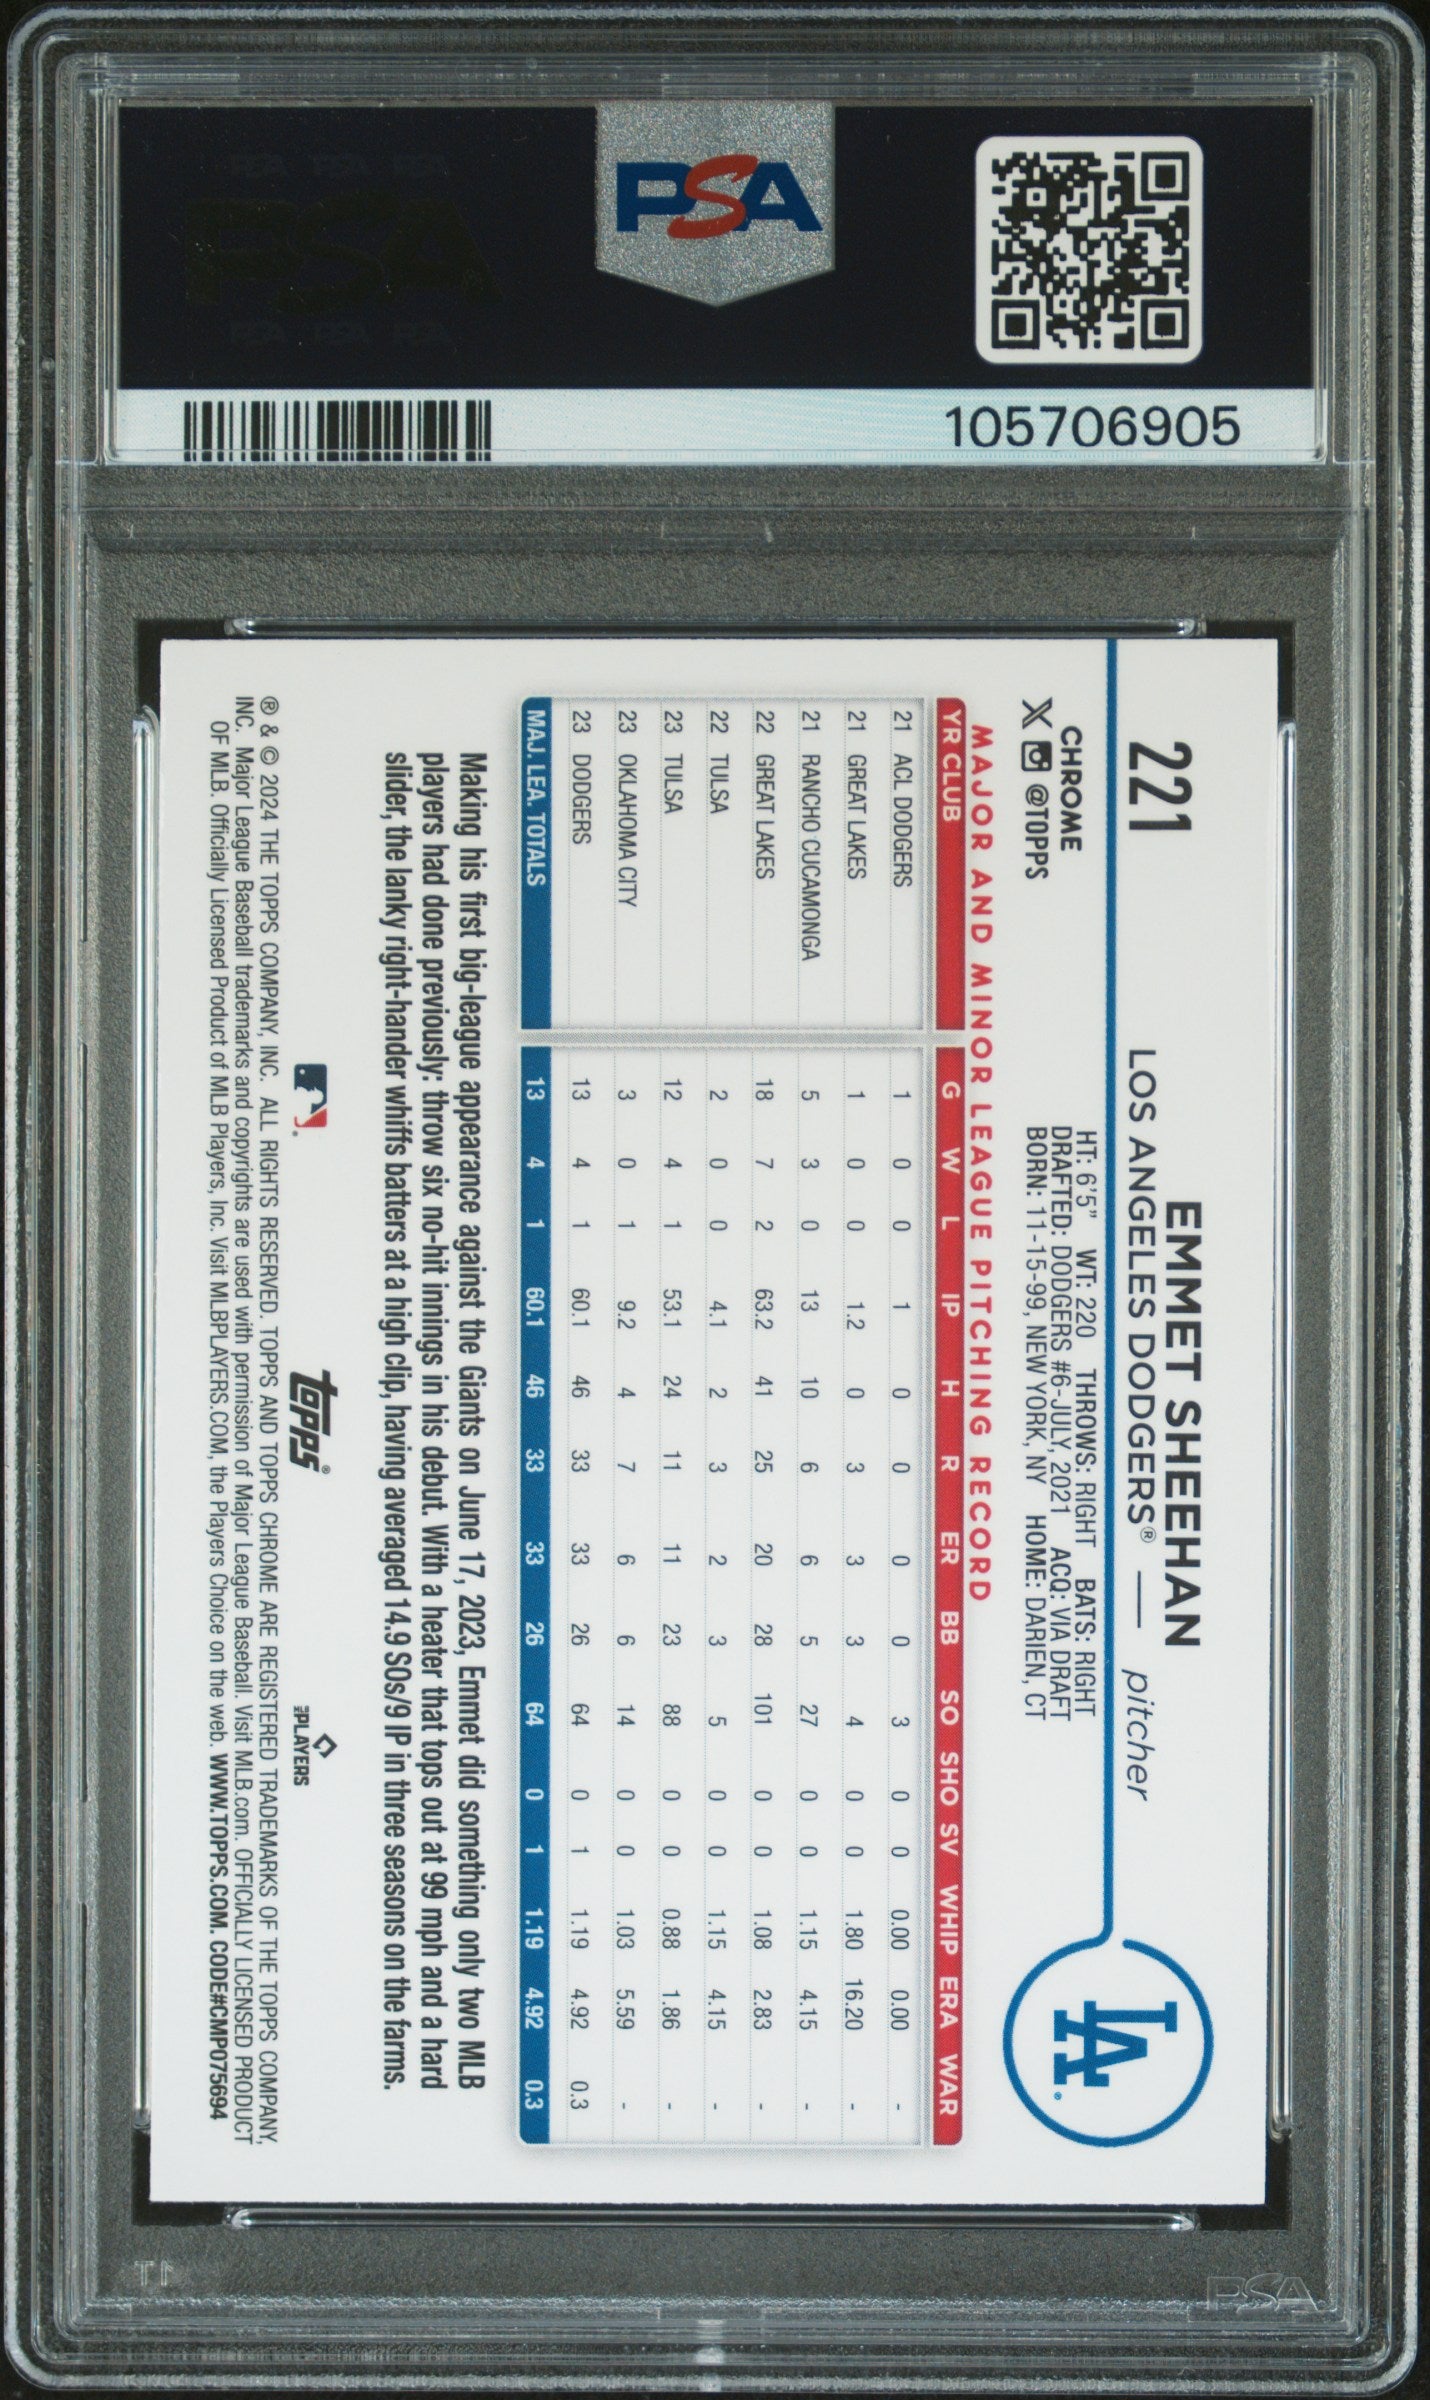 PSA
105706905
221
EMMET SHEEHAN
LOS ANGELES DODGERS® — pitcher
LA
CHROME
X @TOPPS
HT: 6'5" WT: 220 THROWS: RIGHT BATS: RIGHT
DRAFTED: DODGERS #6-JULY, 2021 ACQ: VIA DRAFT
BORN: 11-15-99, NEW YORK, NY HOME: DARIEN, CT
MAJOR AND MINOR LEAGUE PITCHING RECORD
YR CLUB G W L IP H R ER BB SO SHO SV WHIP ERA WAR
21 ACL DODGERS 1 0 0 1 0 0 0 0 3 0 0 0.00 0.00 -
21 GREAT LAKES 1 0 0 1.2 0 3 3 3 4 0 0 1.80 16.20 -
21 RANCHO CUCAMONGA 5 3 0 13 10 6 6 5 27 0 0 1.15 4.15 -
22 GREAT LAKES 18 7 2 63.2 41 25 20 28 101 0 0 1.08 2.83 -
22 TULSA 2 0 0 4.1 2 3 2 3 5 0 0 1.15 4.15 -
23 TULSA 12 4 1 53.1 24 11 11 23 88 0 0 0.88 1.86 -
23 OKLAHOMA CITY 3 0 1 9.2 4 7 6 6 14 0 0 1.03 5.59 -
23 DODGERS 13 4 1 60.1 46 33 33 26 64 0 1 1.19 4.92 0.3
MAJ. LEA. TOTALS 13 4 1 60.1 46 33 33 26 64 0 1 1.19 4.92 0.3
Making his first big-league appearance against the Giants on June 17, 2023, Emmet did something only two MLB
players had done previously: throw six no-hit innings in his debut. With a heater that tops out at 99 mph and a hard
slider, the lanky right-hander whiffs batters at a high clip, having averaged 14.9 SOs/9 IP in three seasons on the farms.
topps®
MLB PLAYERS
® & © 2024 THE TOPPS COMPANY, INC. ALL RIGHTS RESERVED. TOPPS AND TOPPS CHROME ARE REGISTERED TRADEMARKS OF THE TOPPS COMPANY,
INC. Major League Baseball trademarks and copyrights are used with permission of Major League Baseball. Visit MLB.com. OFFICIALLY LICENSED PRODUCT
OF MLB. Officially Licensed Product of MLB Players, Inc. Visit MLBPLAYERS.COM, the Players Choice on the web. WWW.TOPPS.COM. CODE#CMP075694
PSA